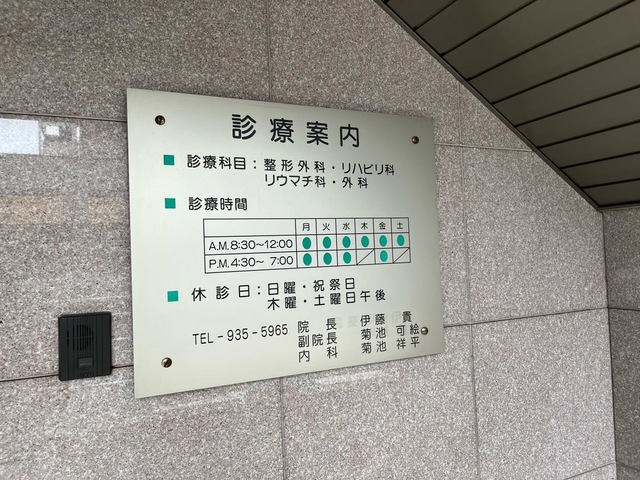 診療案内
■ 診療科目：整形外科・リハビリ科
リウマチ科・外科
■ 診療時間
月 火 水 木 金 土
A.M. 8:30〜12:00 ● ● ● ● ● ●
P.M. 4:30〜 7:00 ● ● ● ／ ● ／
■ 休診日：日曜・祝祭日
木曜・土曜日午後
TEL－935－5965 院長 伊藤 貴
副院長 菊池 可絵
内科 菊池 祥平